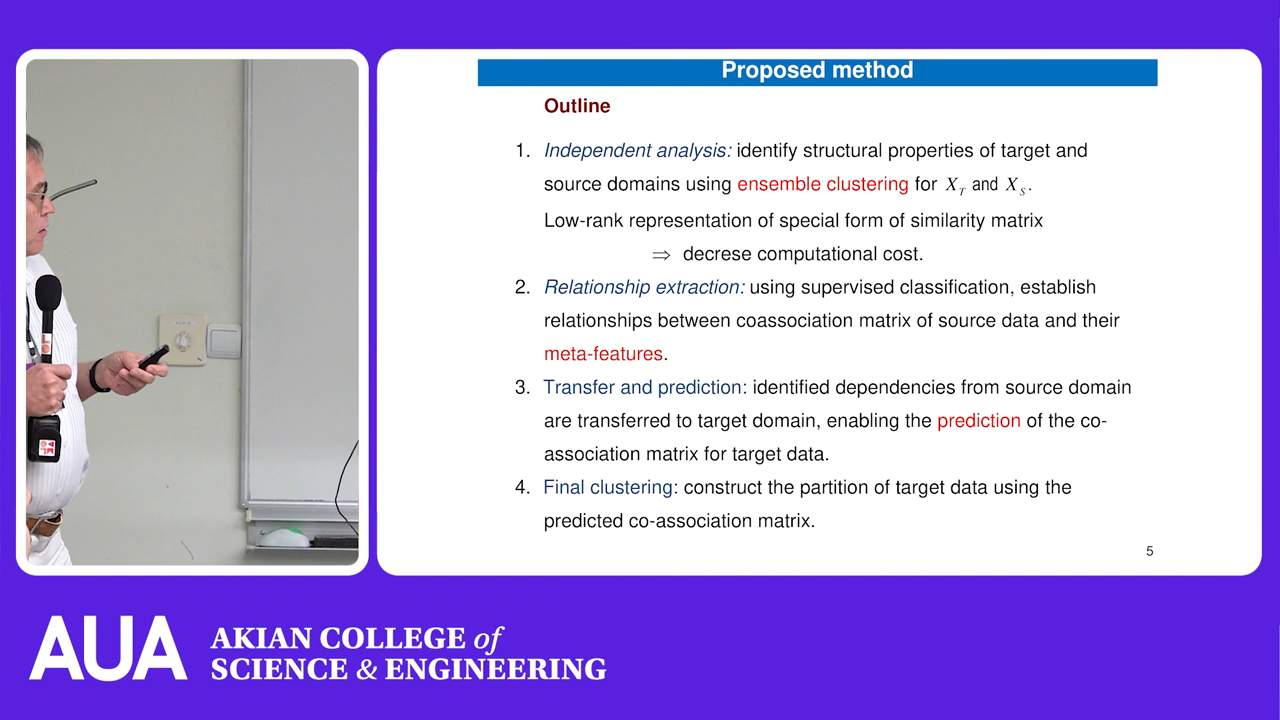 Proposed method
Outline
1. Independent analysis: identify structural properties of target and
source domains using ensemble clustering for X_T and X_S.
Low-rank representation of special form of similarity matrix
⇒ decrese computational cost.
2. Relationship extraction: using supervised classification, establish
relationships between coassociation matrix of source data and their
meta-features.
3. Transfer and prediction: identified dependencies from source domain
are transferred to target domain, enabling the prediction of the co-
association matrix for target data.
4. Final clustering: construct the partition of target data using the
predicted co-association matrix.
5
AUA
AKIAN COLLEGE of
SCIENCE & ENGINEERING